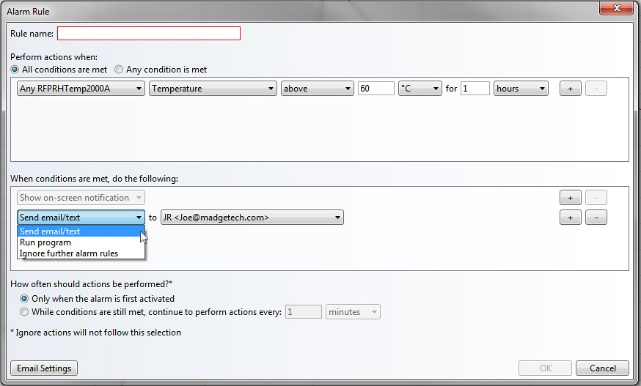 Alarm Rule
Rule name:
Perform actions when:
All conditions are met Any condition is met
Any RFPRHTemp2000A Temperature above 60 °C for 1 hours + -
When conditions are met, do the following:
Show on-screen notification + -
Send email/text to JR <Joe@madgetech.com> + -
Send email/text
Run program
Ignore further alarm rules
How often should actions be performed?*
Only when the alarm is first activated
While conditions are still met, continue to perform actions every: 1 minutes
* Ignore actions will not follow this selection
Email Settings OK Cancel